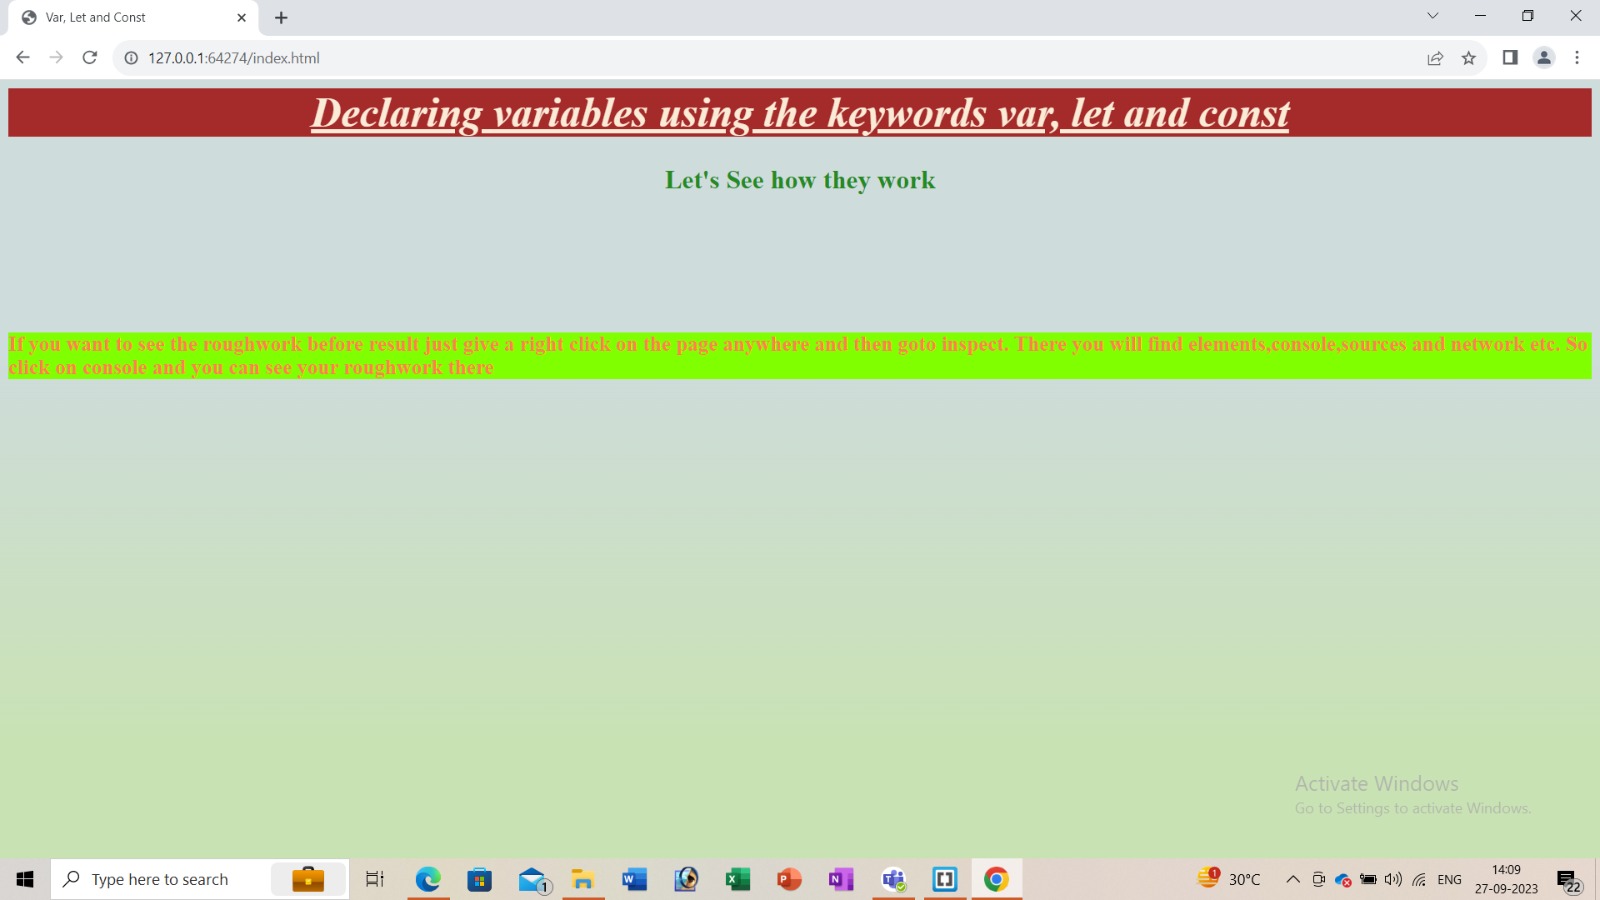 Var, Let and Const
127.0.0.1:64274/index.html
Declaring variables using the keywords var, let and const
Let's See how they work
If you want to see the roughwork before result just give a right click on the page anywhere and then goto inspect. There you will find elements,console,sources and network etc. So
click on console and you can see your roughwork there
Activate Windows
Go to Settings to activate Windows.
Type here to search
1
1
30°C
ENG
14:09
27-09-2023
22